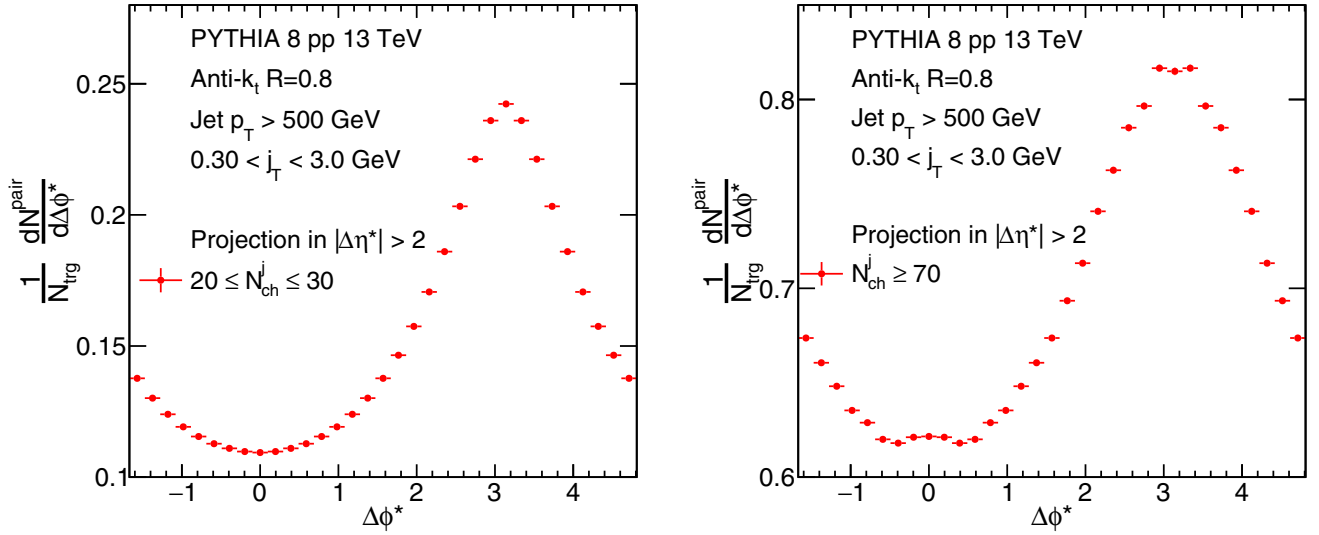 PYTHIA 8 pp 13 TeV
Anti-k_t R=0.8
Jet p_T > 500 GeV
0.30 < j_T < 3.0 GeV
Projection in |Δη*| > 2
20 ≤ N_ch^j ≤ 30
1/N_trg dN^pair/dΔϕ*
0.25
0.2
0.15
0.1
−1 0 1 2 3 4
Δϕ*
PYTHIA 8 pp 13 TeV
Anti-k_t R=0.8
Jet p_T > 500 GeV
0.30 < j_T < 3.0 GeV
Projection in |Δη*| > 2
N_ch^j ≥ 70
1/N_trg dN^pair/dΔϕ*
0.8
0.7
0.6
−1 0 1 2 3 4
Δϕ*